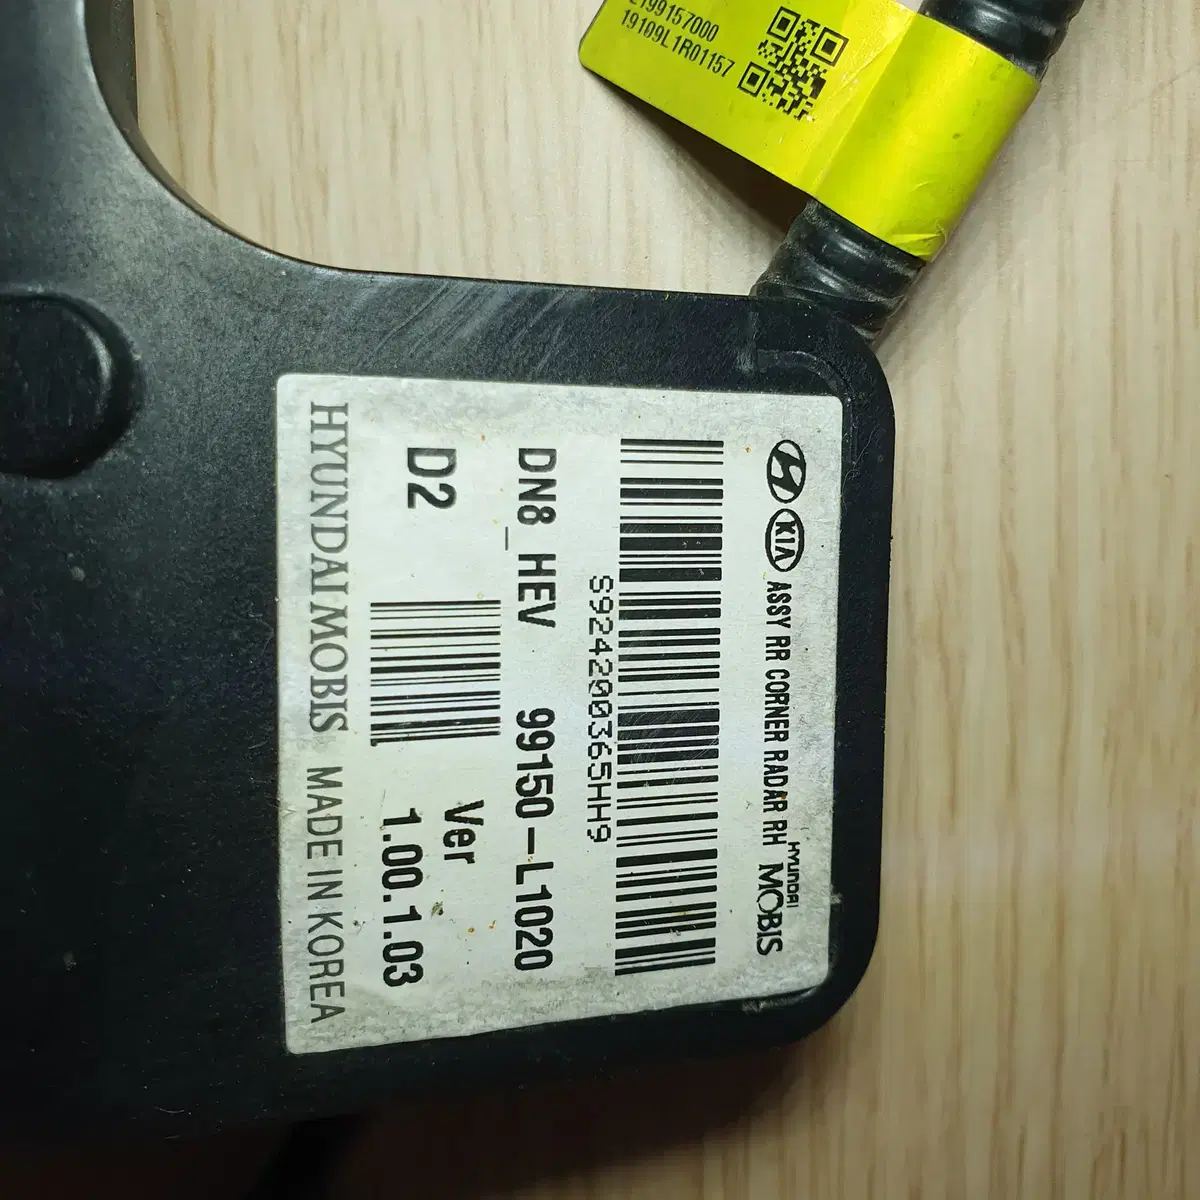 199157000
19109L1R01157
KIA ASSY RR CORNER RADAR RH HYUNDAI MOBIS
S924200365HH9
DN8_HEV 99150-L1020
D2 Ver 1.00.1.03
HYUNDAI MOBIS MADE IN KOREA